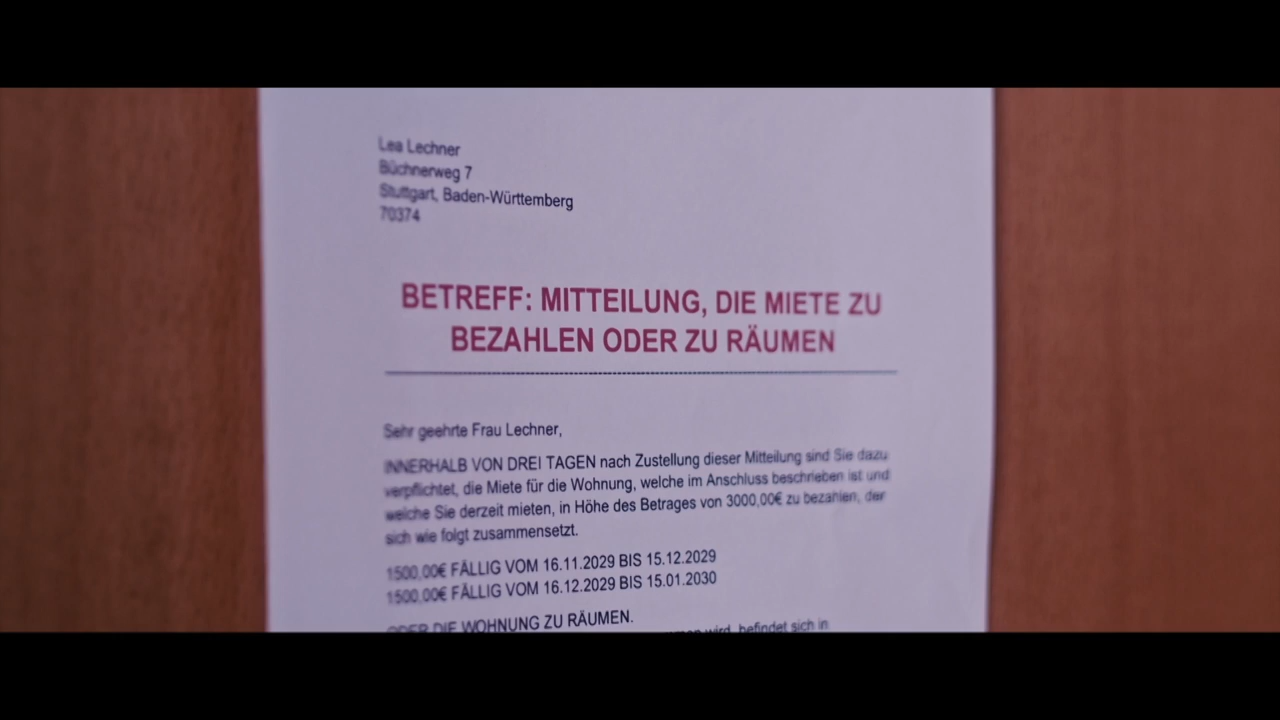 Lea Lechner
Büchnerweg 7
Stuttgart, Baden-Württemberg
70374
BETREFF: MITTEILUNG, DIE MIETE ZU
BEZAHLEN ODER ZU RÄUMEN
Sehr geehrte Frau Lechner,
INNERHALB VON DREI TAGEN nach Zustellung dieser Mitteilung sind Sie dazu
verpflichtet, die Miete für die Wohnung, welche im Anschluss beschrieben ist und
welche Sie derzeit mieten, in Höhe des Betrages von 3000,00€ zu bezahlen, der
sich wie folgt zusammensetzt.
1500,00€ FÄLLIG VOM 16.11.2029 BIS 15.12.2029
1500,00€ FÄLLIG VOM 16.12.2029 BIS 15.01.2030
ODER DIE WOHNUNG ZU RÄUMEN.
wird, befindet sich in